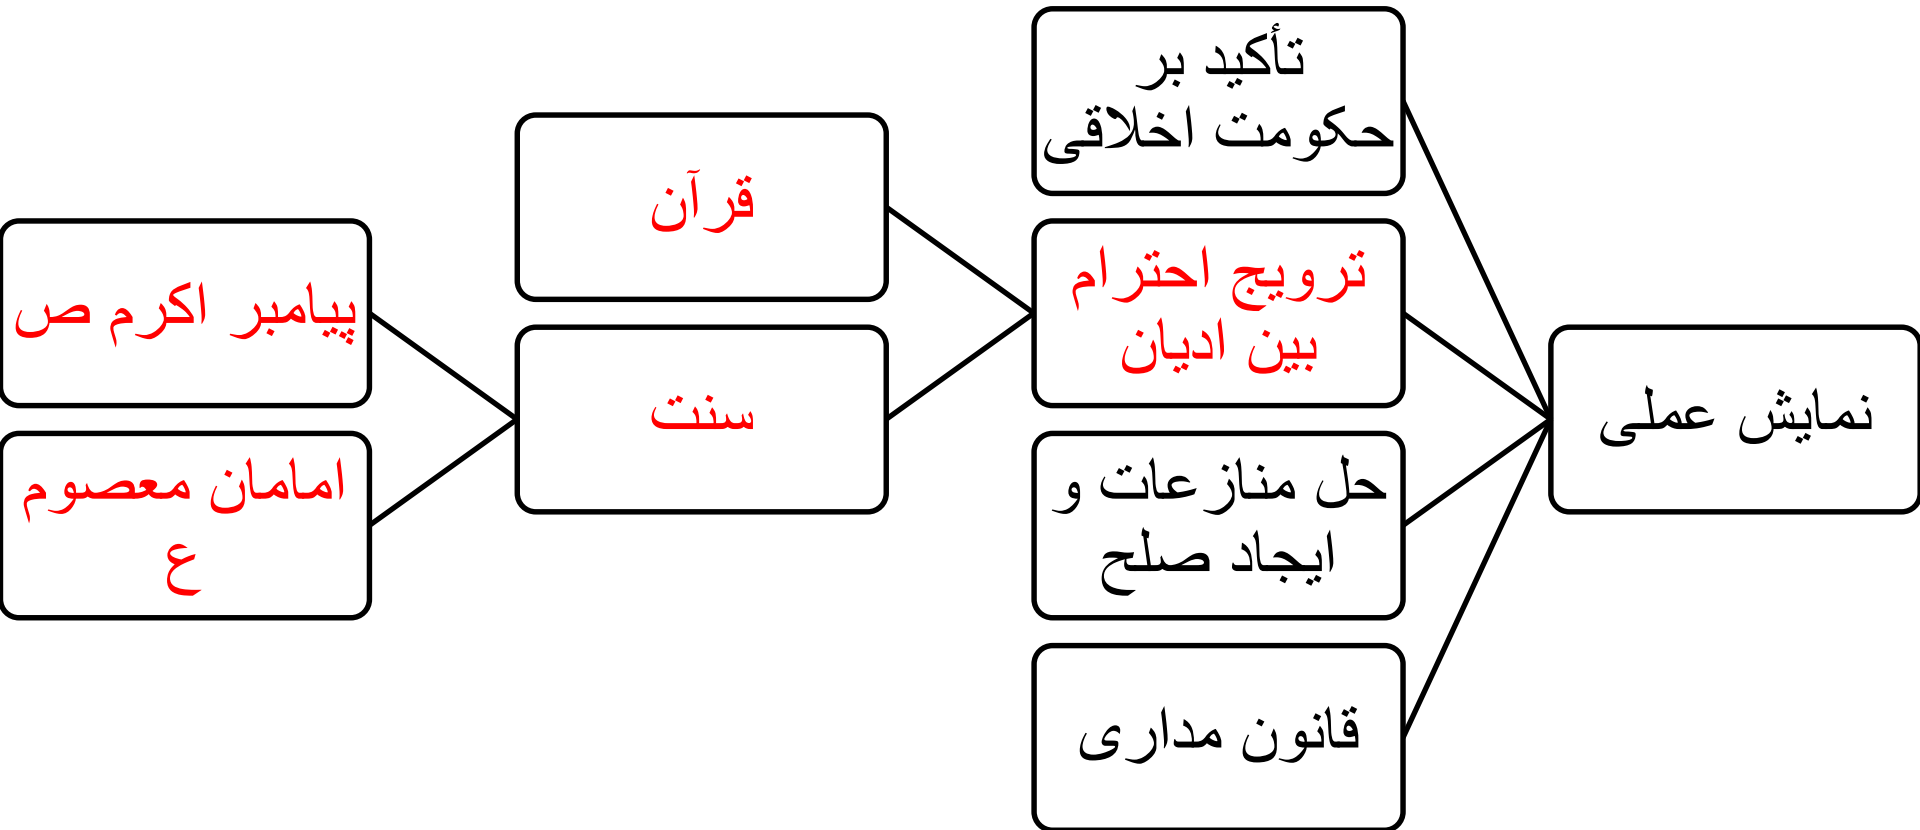 نمایش عملی
تأکید بر
حکومت اخلاقی
ترویج احترام
بین ادیان
قرآن
سنت
پیامبر اکرم ص
امامان معصوم
ع
حل منازعات و
ایجاد صلح
قانون مداری